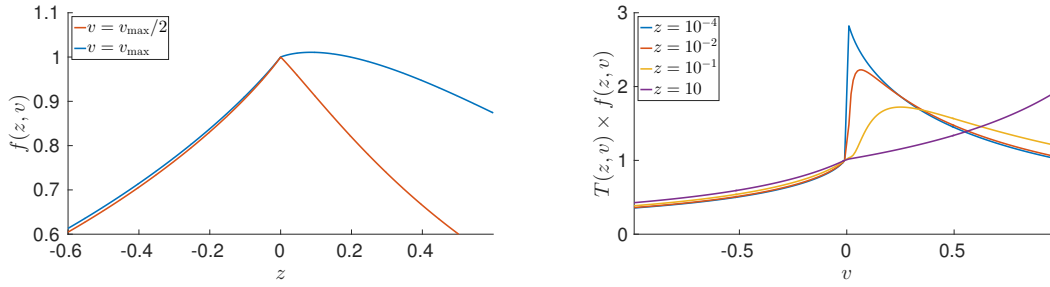 1.1
1
0.9
0.8
0.7
0.6
f(z, v)
-0.6 -0.4 -0.2 0 0.2 0.4
z
v = v_max/2
v = v_max
3
2
1
0
T(z, v) × f(z, v)
-0.5 0 0.5
v
z = 10^-4
z = 10^-2
z = 10^-1
z = 10